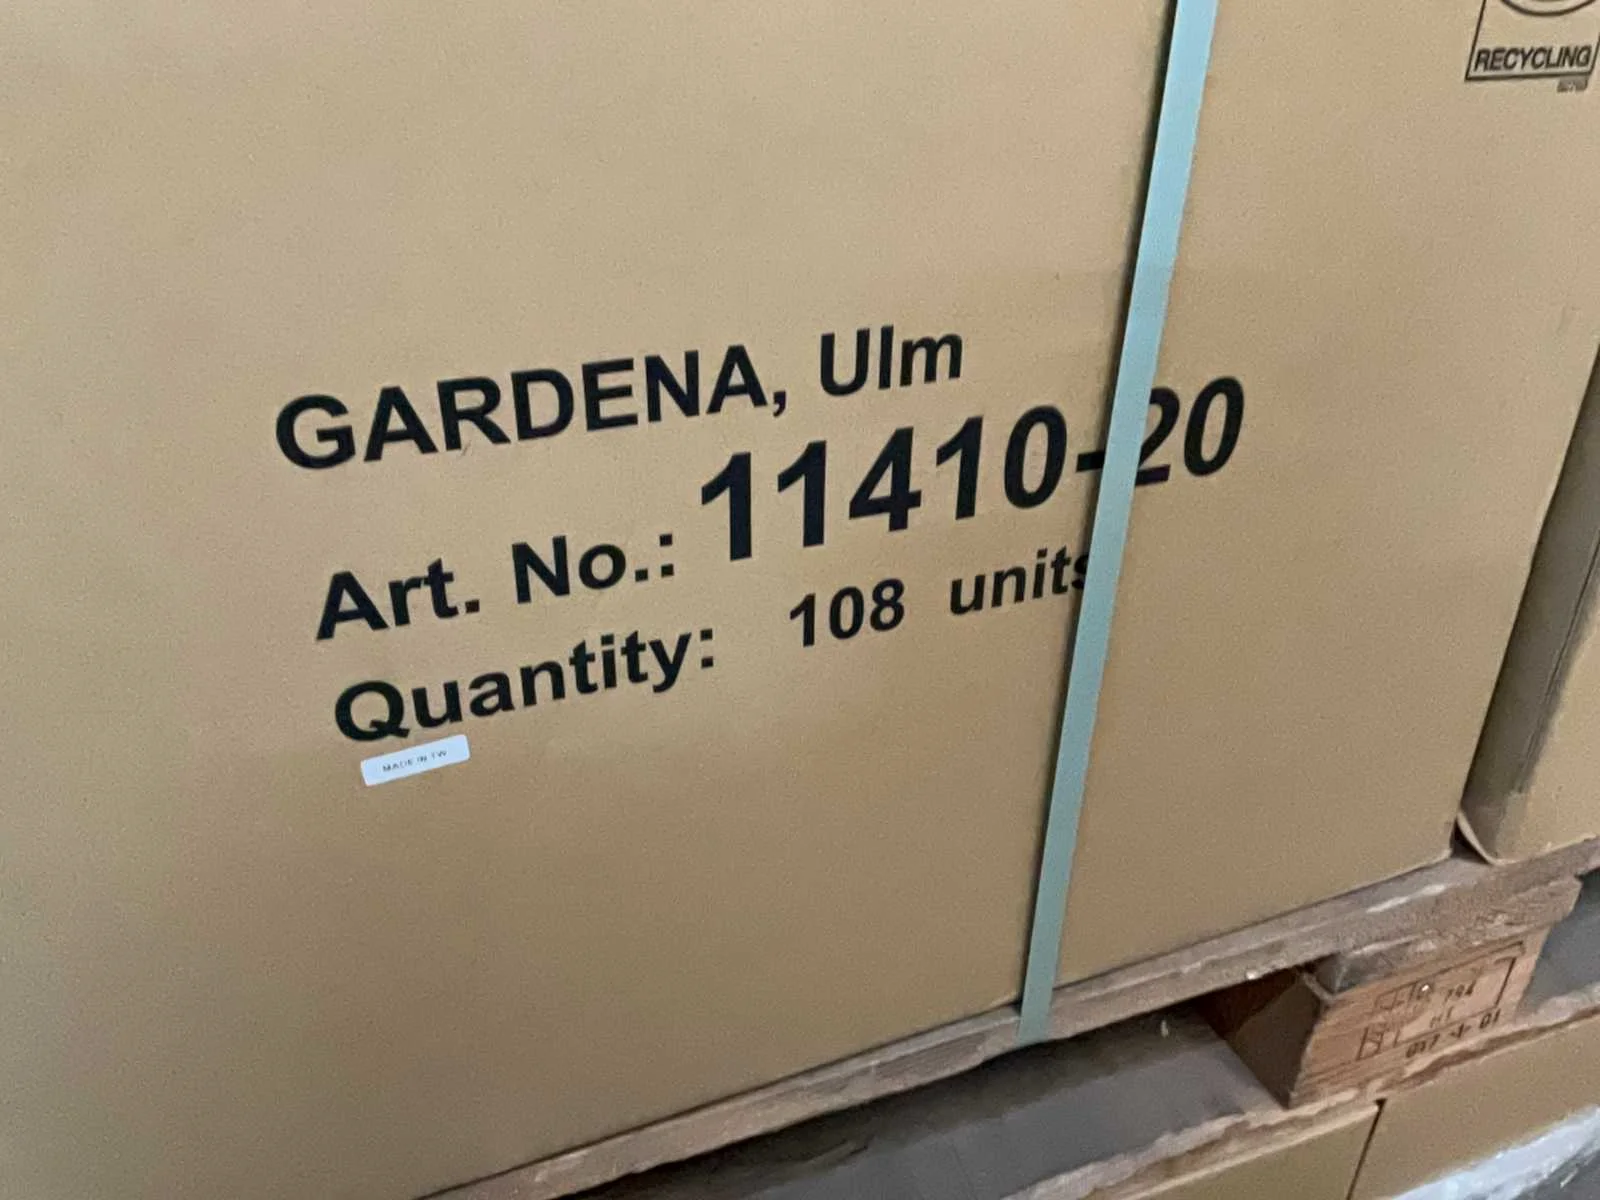 RECYCLING
GARDENA, Ulm
Art. No.: 11410-20
Quantity: 108 units
MADE IN TW